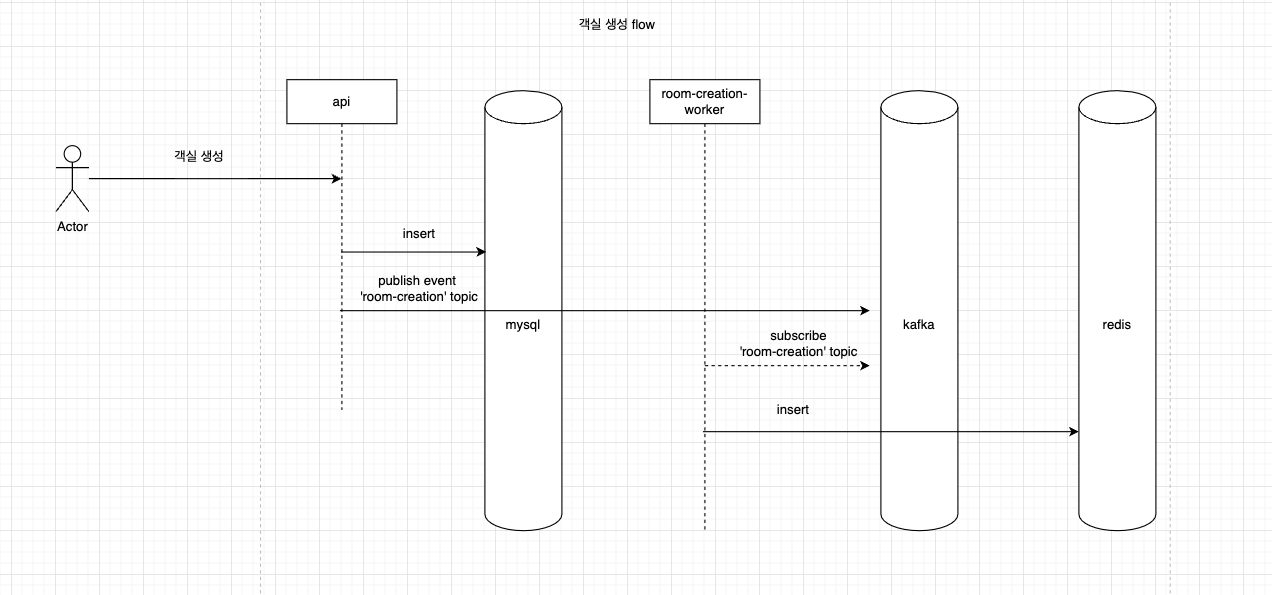 객실 생성 flow
api
room-creation-
worker
객실 생성
Actor
insert
publish event
'room-creation' topic
mysql
kafka
redis
subscribe
'room-creation' topic
insert